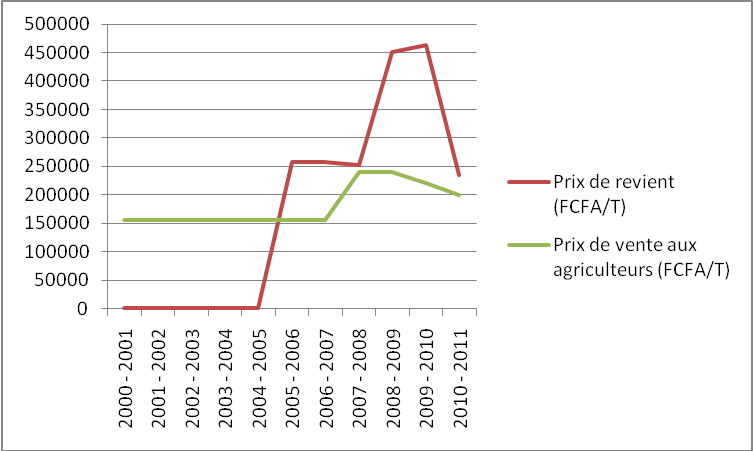 500000
450000
400000
350000
300000
250000
200000
150000
100000
50000
0
2000 - 2001
2001 - 2002
2002 - 2003
2003 - 2004
2004 - 2005
2005 - 2006
2006 - 2007
2007 - 2008
2008 - 2009
2009 - 2010
2010 - 2011
Prix de revient
(FCFA/T)
Prix de vente aux
agriculteurs (FCFA/T)